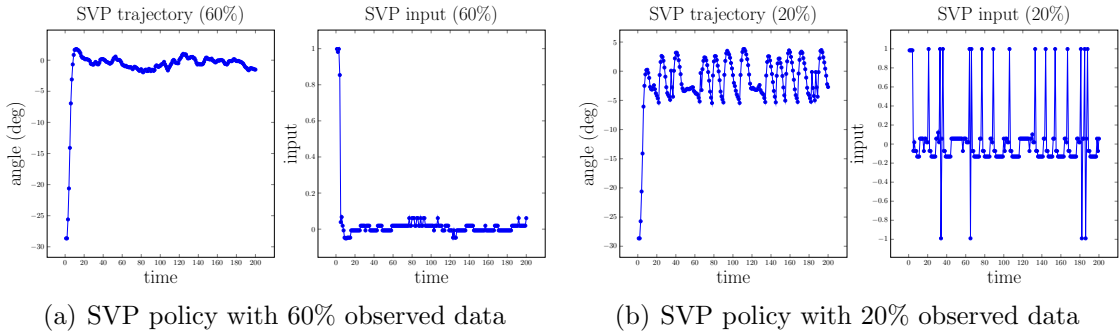 SVP trajectory (60%)
SVP input (60%)
SVP trajectory (20%)
SVP input (20%)
angle (deg)
0
−5
−10
−15
−20
−25
−30
0 20 40 60 80 100 120 140 160 180 200
time
input
1
0.8
0.6
0.4
0.2
0
0 20 40 60 80 100 120 140 160 180 200
time
angle (deg)
5
0
−5
−10
−15
−20
−25
−30
0 20 40 60 80 100 120 140 160 180 200
time
input
1
0.8
0.6
0.4
0.2
0
−0.2
−0.4
−0.6
−0.8
−1
0 20 40 60 80 100 120 140 160 180 200
time
(a) SVP policy with 60% observed data
(b) SVP policy with 20% observed data